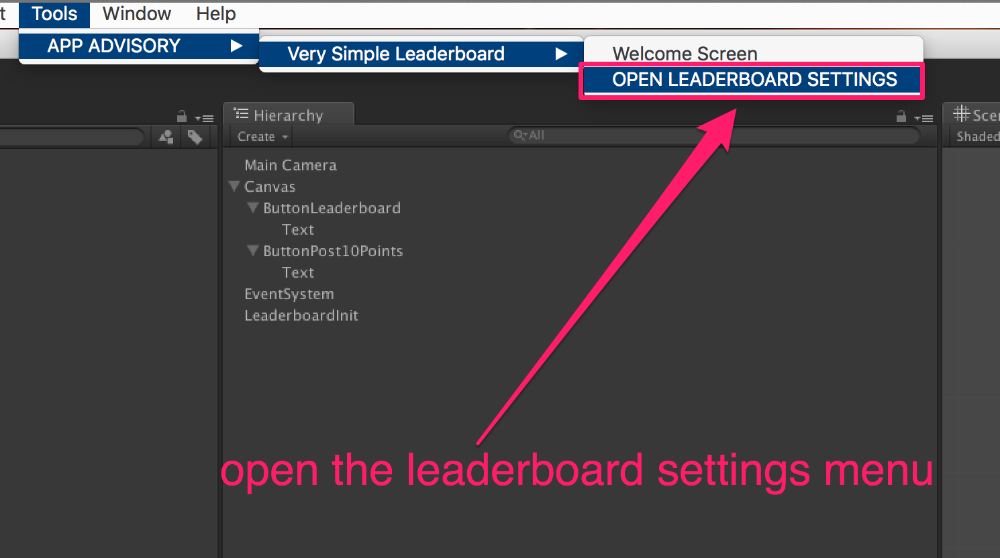 t Tools Window Help
APP ADVISORY
Very Simple Leaderboard
Welcome Screen
OPEN LEADERBOARD SETTINGS
Hierarchy
Create
All
Main Camera
Canvas
ButtonLeaderboard
Text
ButtonPost10Points
Text
EventSystem
LeaderboardInit
Scen
Shaded
open the leaderboard settings menu